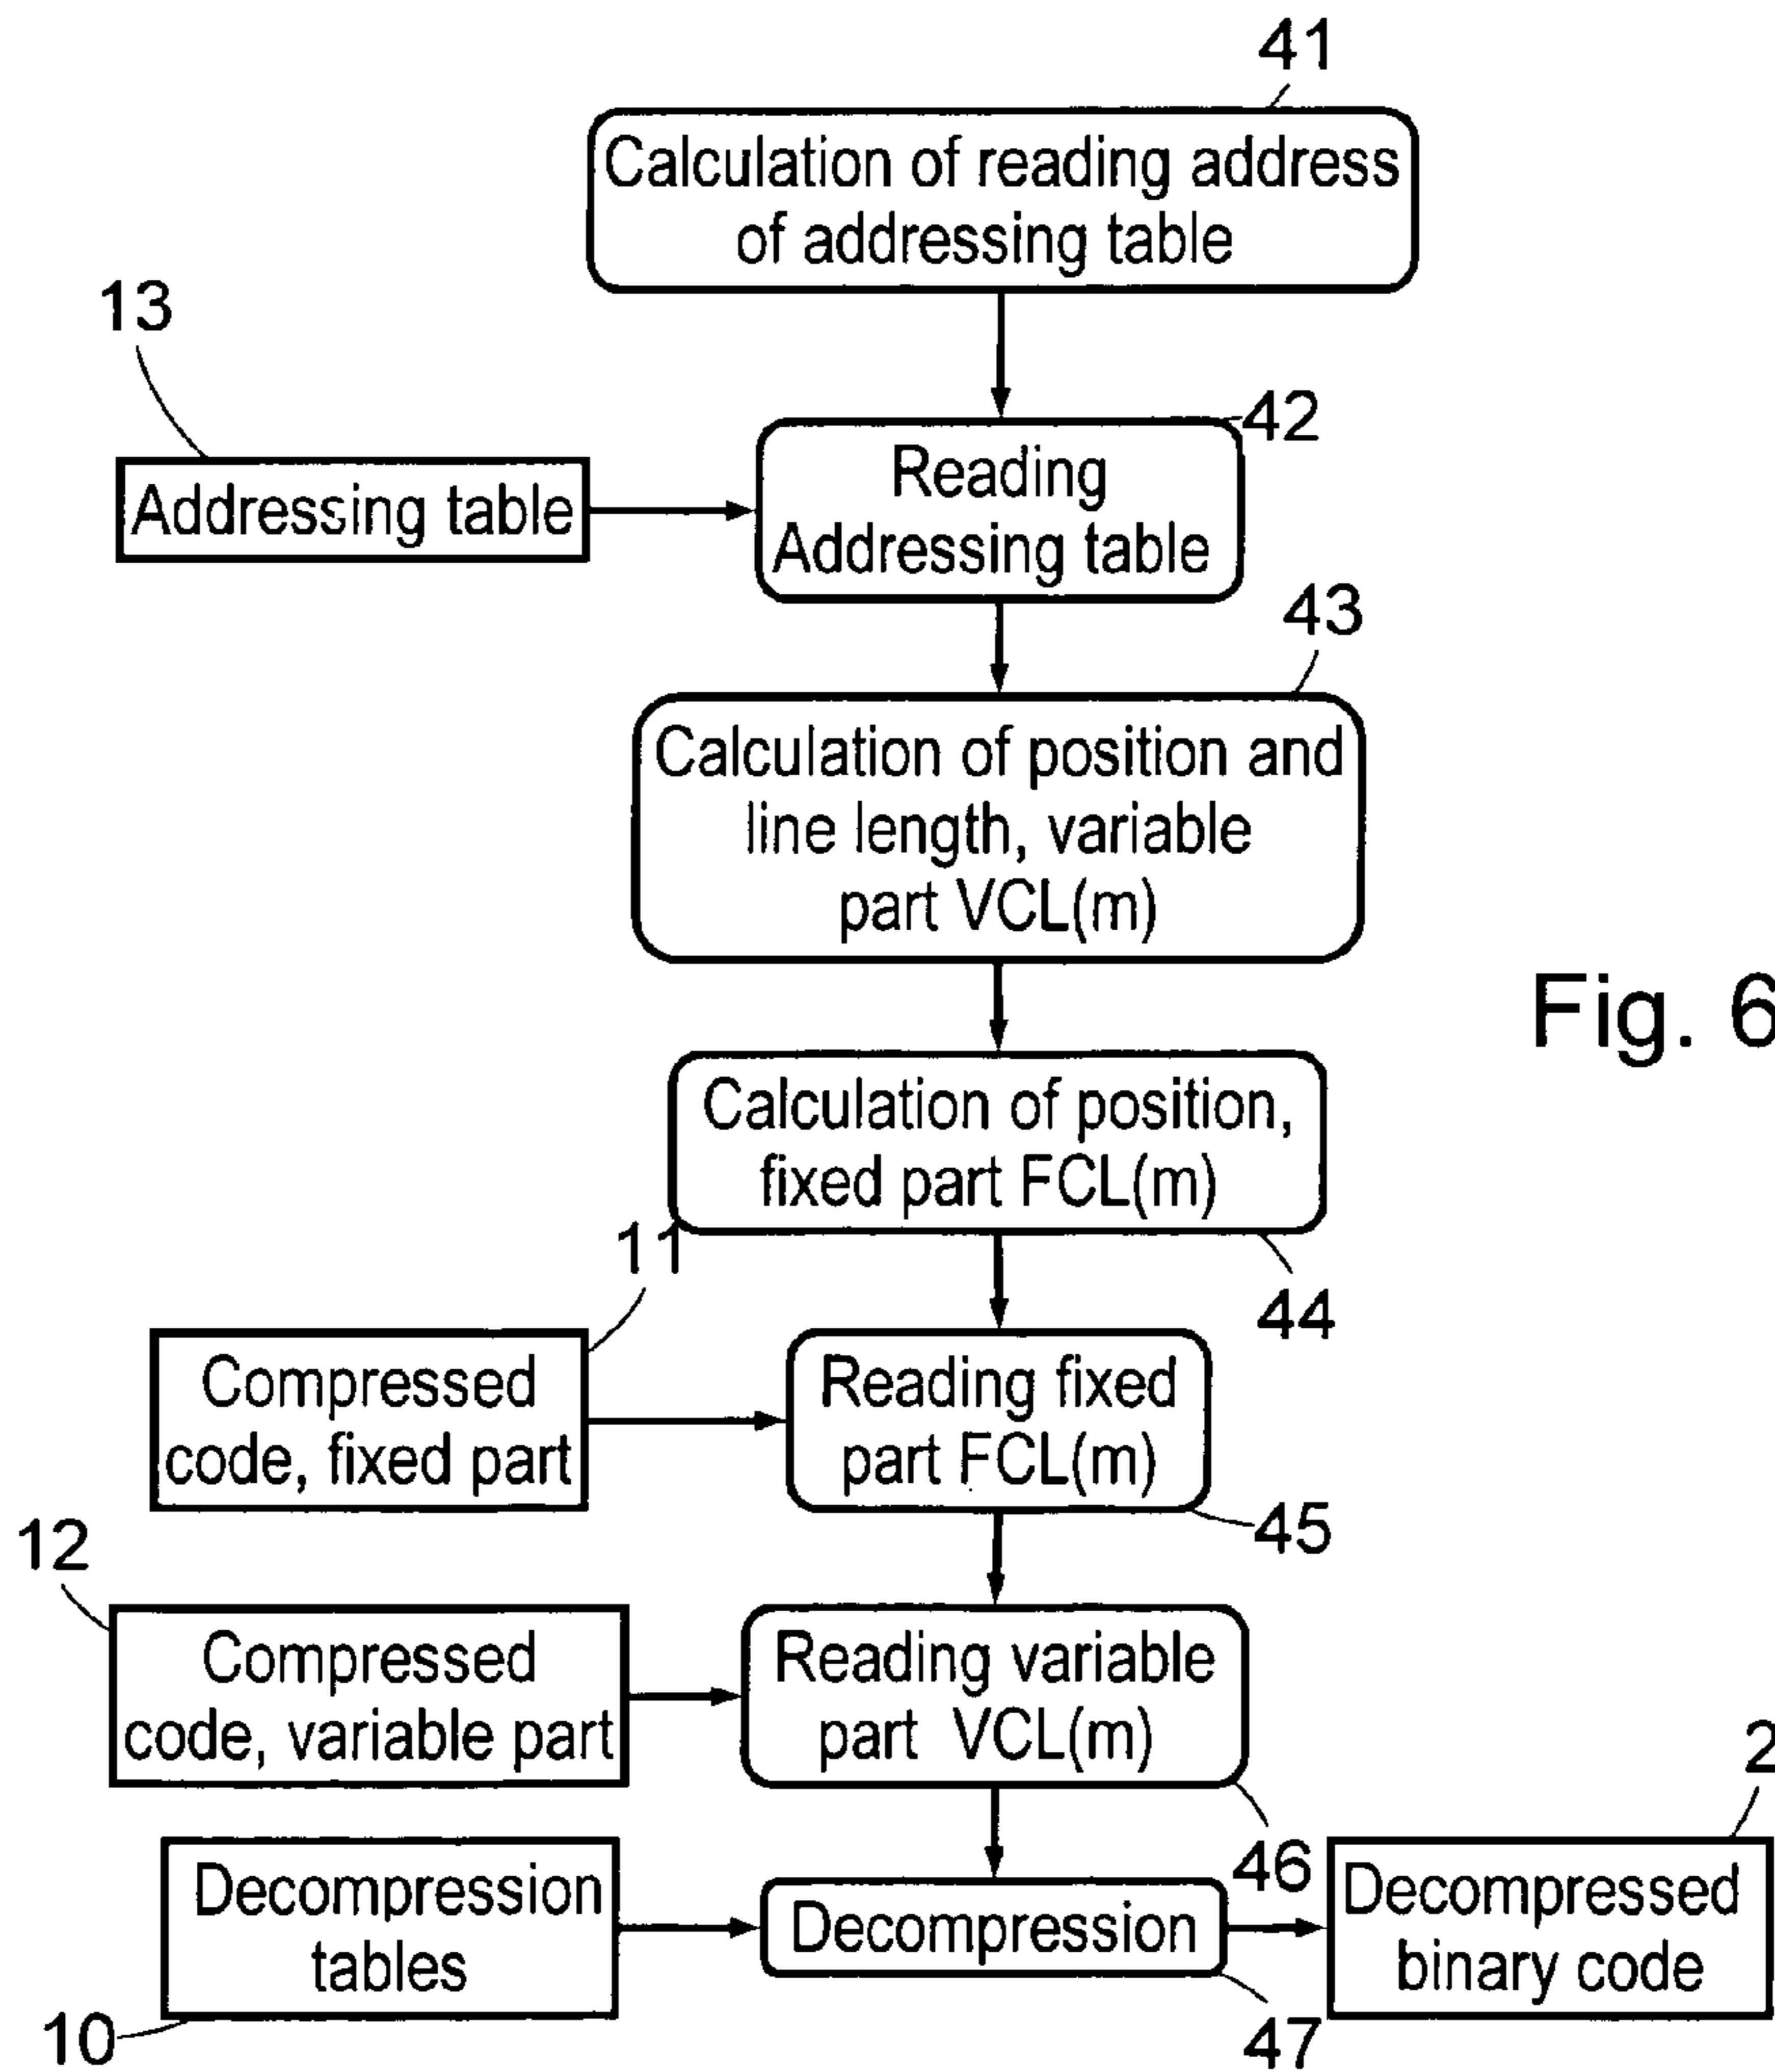 41
Calculation of reading address
of addressing table
13
42
Addressing table
Reading
Addressing table
43
Calculation of position and
line length, variable
part VCL(m)
Fig. 6
Calculation of position,
fixed part FCL(m)
11
44
Compressed
code, fixed part
Reading fixed
part FCL(m)
45
12
Compressed
code, variable part
Reading variable
part VCL(m)
2
46
Decompression
tables
Decompression
Decompressed
binary code
10
47